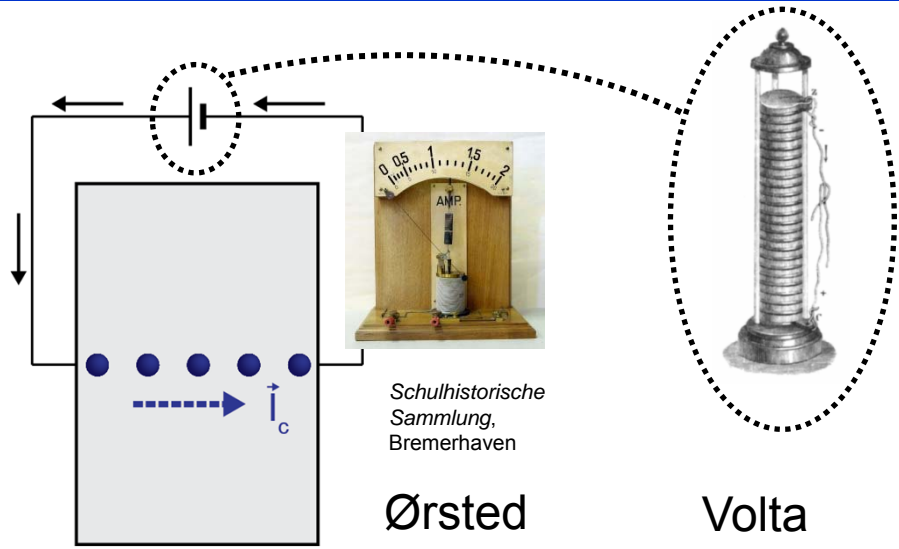 0 0.5 1 1.5 2
AMP.
I C
Schulhistorische
Sammlung,
Bremerhaven
Ørsted
Volta